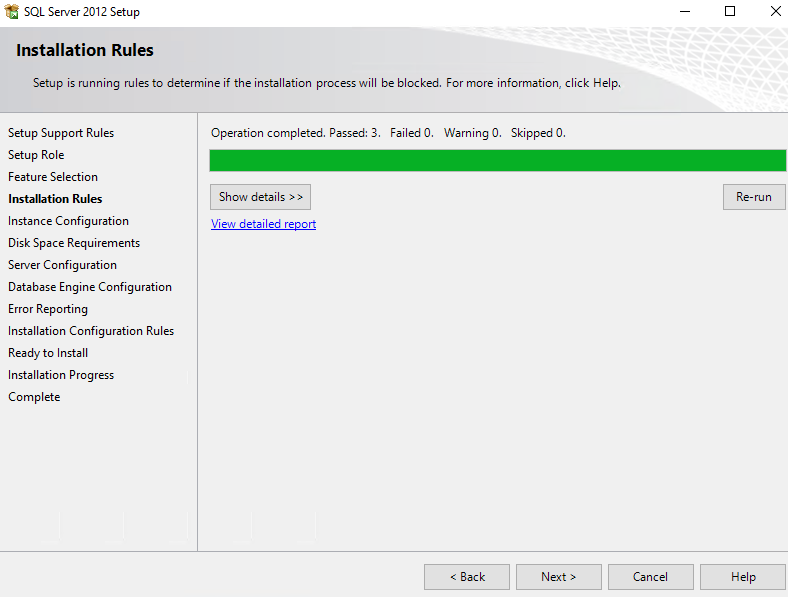 SQL Server 2012 Setup
Installation Rules
Setup is running rules to determine if the installation process will be blocked. For more information, click Help.
Setup Support Rules
Setup Role
Feature Selection
Installation Rules
Instance Configuration
Disk Space Requirements
Server Configuration
Database Engine Configuration
Error Reporting
Installation Configuration Rules
Ready to Install
Installation Progress
Complete
Operation completed. Passed: 3. Failed 0. Warning 0. Skipped 0.
Show details >> Re-run
View detailed report
< Back Next > Cancel Help